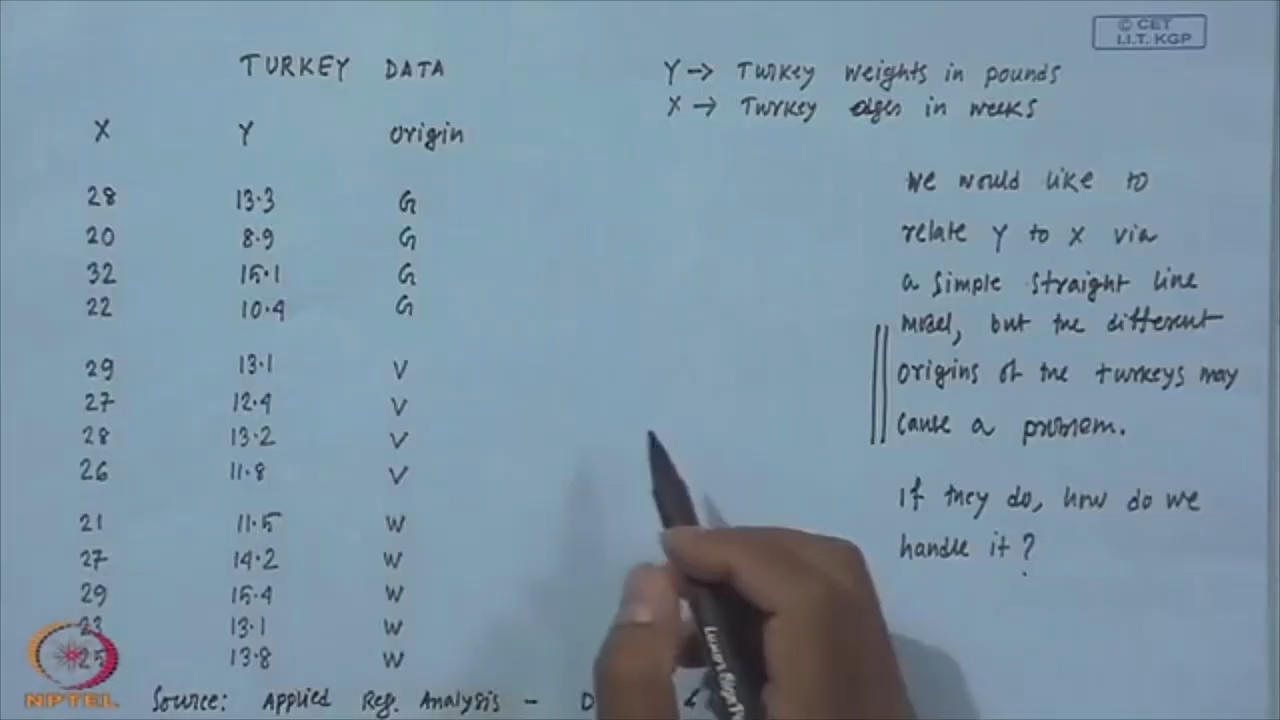 © CET
I.I.T. KGP
TURKEY DATA
X Y Origin
28 13.3 G
20 8.9 G
32 15.1 G
22 10.4 G
29 13.1 V
27 12.4 V
28 13.2 V
26 11.8 V
21 11.5 W
27 14.2 W
29 15.4 W
23 13.1 W
25 13.8 W
Source: Applied Reg. Analysis - D
Y → Turkey weights in pounds
X → Turkey ages in weeks
We would like to
relate Y to X via
a simple straight line
model, but the different
origins of the turkeys may
cause a problem.
If they do, how do we
handle it?
NPTEL